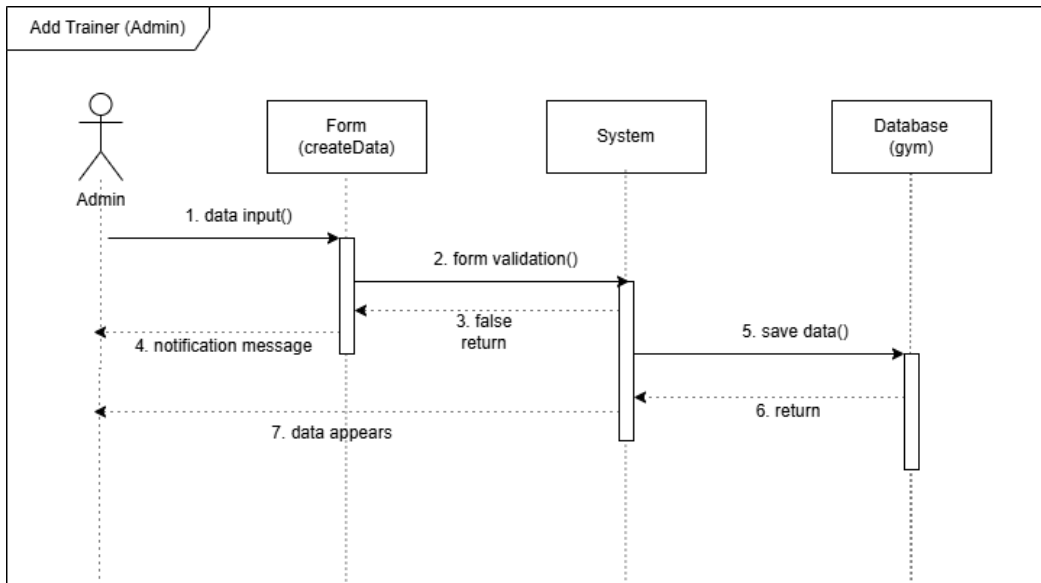 Add Trainer (Admin)
Form
(createData)
System
Database
(gym)
Admin
1. data input()
2. form validation()
3. false
return
4. notification message
5. save data()
6. return
7. data appears